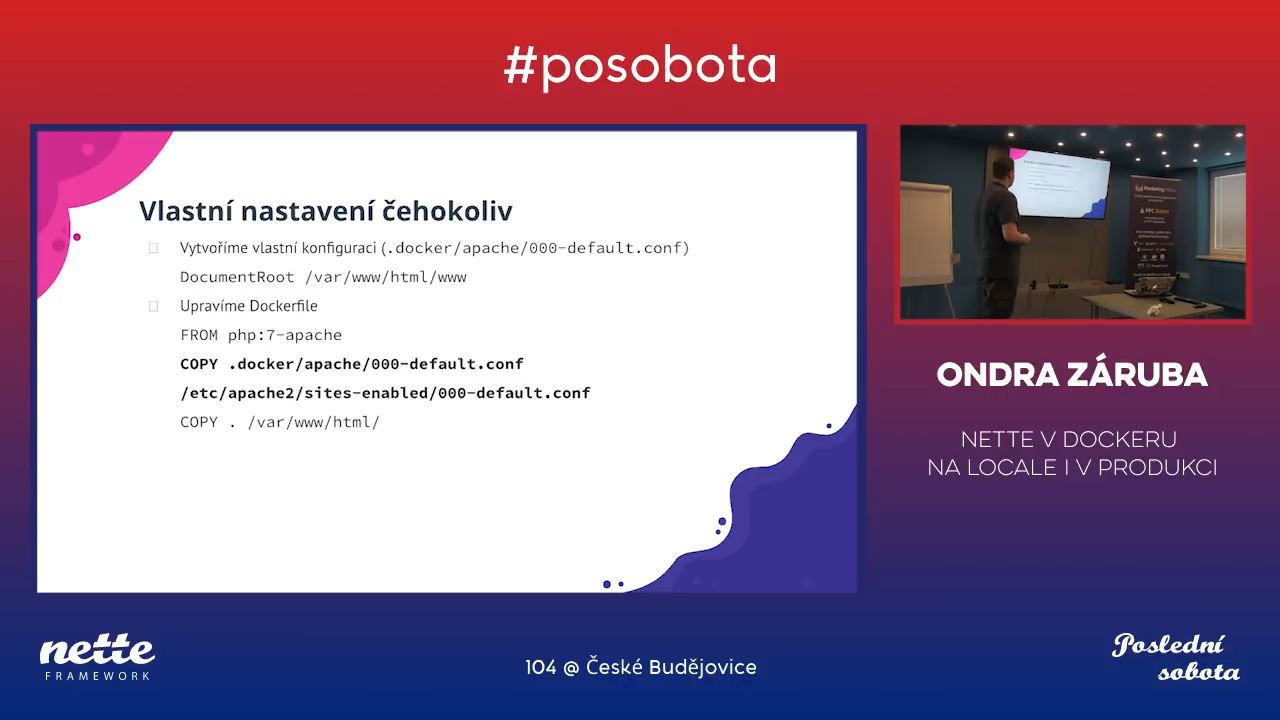 #posobota
Vlastní nastavení čehokoliv
Vytvoříme vlastní konfiguraci (.docker/apache/000-default.conf)
DocumentRoot /var/www/html/www
Upravíme Dockerfile
FROM php:7-apache
COPY .docker/apache/000-default.conf
/etc/apache2/sites-enabled/000-default.conf
COPY . /var/www/html/
ONDRA ZÁRUBA
NETTE V DOCKERU
NA LOCALE I V PRODUKCI
nette
FRAMEWORK
104 @ České Budějovice
Poslední
sobota